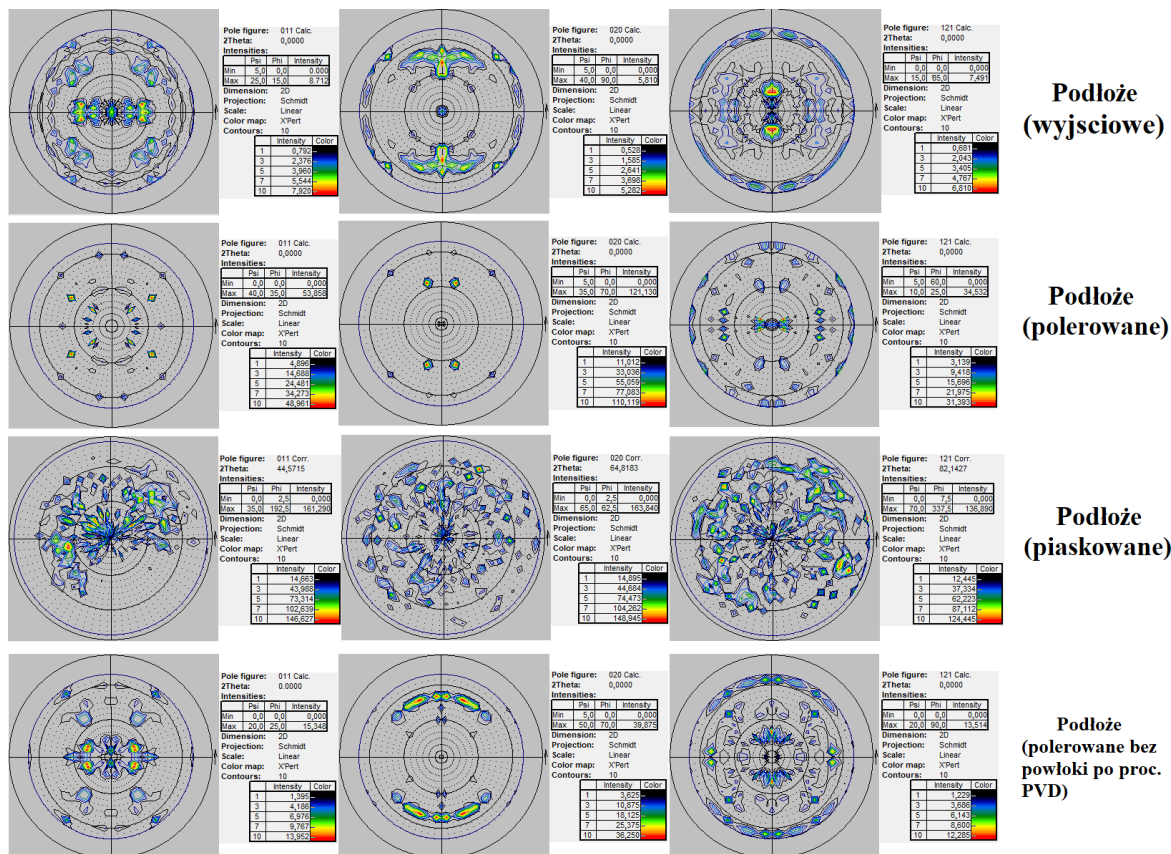 Pole figure: 011 Calc.
2Theta: 0,0000
Intensities:
Psi Phi Intensity
Min 5,0 0,0 0.000
Max 25,0 15,0 8.712
Dimension: 2D
Projection: Schmidt
Scale: Linear
Color map: X'Pert
Contours: 10
Intensity Color
1 0,792
3 2,376
5 3,960
7 5,544
10 7,920
Pole figure: 020 Calc.
2Theta: 0,0000
Intensities:
Psi Phi Intensity
Min 5,0 0,0 0,000
Max 40,0 90,0 5,810
Dimension: 2D
Projection: Schmidt
Scale: Linear
Color map: X'Pert
Contours: 10
Intensity Color
1 0,528
3 1,585
5 2,641
7 3,698
10 5,282
Pole figure: 121 Calc.
2Theta: 0,0000
Intensities:
Psi Phi Intensity
Min 0,0 0,0 0,000
Max 15,0 85,0 7,491
Dimension: 2D
Projection: Schmidt
Scale: Linear
Color map: X'Pert
Contours: 10
Intensity Color
1 0,681
3 2,043
5 3,405
7 4,767
10 6,810
Podłoże
(wyjsciowe)
Pole figure: 011 Calc.
2Theta: 0,0000
Intensities:
Psi Phi Intensity
Min 0,0 0,0 0,000
Max 40,0 35,0 53,858
Dimension: 2D
Projection: Schmidt
Scale: Linear
Color map: X'Pert
Contours: 10
Intensity Color
1 4,896
3 14,688
5 24,481
7 34,273
10 48,961
Pole figure: 020 Calc.
2Theta: 0,0000
Intensities:
Psi Phi Intensity
Min 5,0 0,0 0,000
Max 35,0 70,0 121,130
Dimension: 2D
Projection: Schmidt
Scale: Linear
Color map: X'Pert
Contours: 10
Intensity Color
1 11,012
3 33,036
5 55,059
7 77,083
10 110,119
Pole figure: 121 Calc.
2Theta: 0,0000
Intensities:
Psi Phi Intensity
Min 5,0 60,0 0,000
Max 10,0 25,0 34,532
Dimension: 2D
Projection: Schmidt
Scale: Linear
Color map: X'Pert
Contours: 10
Intensity Color
1 3,139
3 9,418
5 15,696
7 21,975
10 31,393
Podłoże
(polerowane)
Pole figure: 011 Corr.
2Theta: 44,5715
Intensities:
Psi Phi Intensity
Min 0,0 2,5 0,000
Max 35,0 192,5 161,290
Dimension: 2D
Projection: Schmidt
Scale: Linear
Color map: X'Pert
Contours: 10
Intensity Color
1 14,663
3 43,988
5 73,314
7 102,639
10 146,627
Pole figure: 020 Corr.
2Theta: 64,8183
Intensities:
Psi Phi Intensity
Min 0,0 2,5 0,000
Max 65,0 62,5 163,840
Dimension: 2D
Projection: Schmidt
Scale: Linear
Color map: X'Pert
Contours: 10
Intensity Color
1 14,895
3 44,684
5 74,473
7 104,262
10 148,945
Pole figure: 121 Corr.
2Theta: 82,1427
Intensities:
Psi Phi Intensity
Min 0,0 7,5 0,000
Max 70,0 337,5 136,890
Dimension: 2D
Projection: Schmidt
Scale: Linear
Color map: X'Pert
Contours: 10
Intensity Color
1 12,445
3 37,334
5 62,223
7 87,112
10 124,445
Podłoże
(piaskowane)
Pole figure: 011 Calc.
2Theta: 0.0000
Intensities:
Psi Phi Intensity
Min 0,0 0,0 0,000
Max 20,0 25,0 15,348
Dimension: 2D
Projection: Schmidt
Scale: Linear
Color map: X'Pert
Contours: 10
Intensity Color
1 1,395
3 4,186
5 6,976
7 9,767
10 13,952
Pole figure: 020 Calc.
2Theta: 0,0000
Intensities:
Psi Phi Intensity
Min 5,0 0,0 0,000
Max 50,0 70,0 39,875
Dimension: 2D
Projection: Schmidt
Scale: Linear
Color map: X'Pert
Contours: 10
Intensity Color
1 3,625
3 10,875
5 18,125
7 25,375
10 36,250
Pole figure: 121 Calc.
2Theta: 0,0000
Intensities:
Psi Phi Intensity
Min 0,0 0,0 0,000
Max 20,0 90,0 13,514
Dimension: 2D
Projection: Schmidt
Scale: Linear
Color map: X'Pert
Contours: 10
Intensity Color
1 1,229
3 3,686
5 6,143
7 8,600
10 12,285
Podłoże
(polerowane bez
powłoki po proc.
PVD)